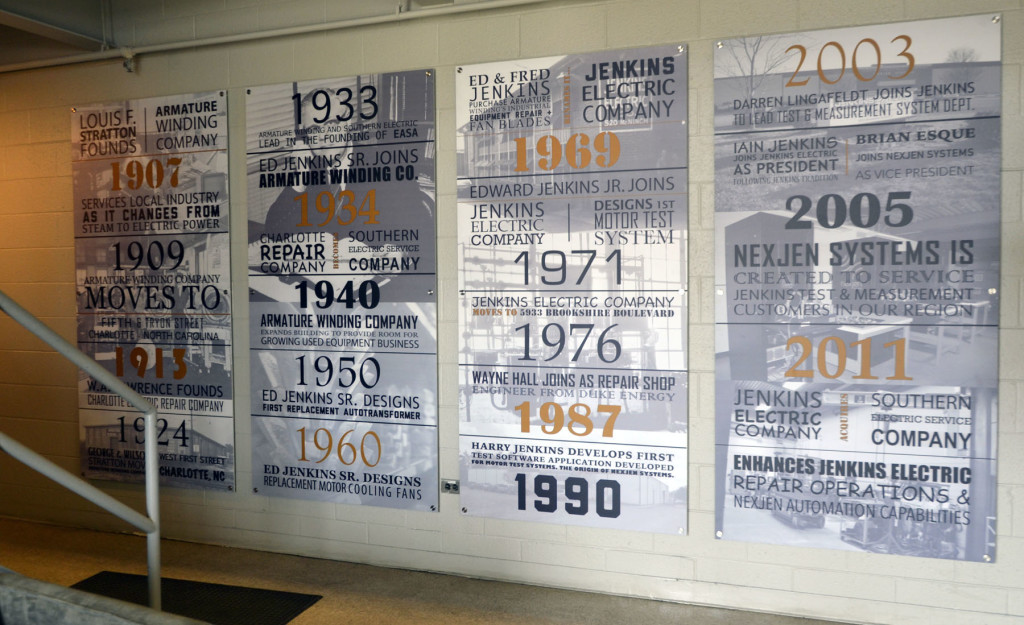 LOUIS F.
STRATTON
FOUNDS
ARMATURE
WINDING
COMPANY
1907
SERVICES LOCAL INDUSTRY
AS IT CHANGES FROM
STEAM TO ELECTRIC POWER
1909
ARMATURE WINDING COMPANY
MOVES TO
FIFTH & TRYON STREET
CHARLOTTE, NORTH CAROLINA
1913
W.A. LAWRENCE FOUNDS
CHARLOTTE ELECTRIC REPAIR COMPANY
1924
WEST FIRST STREET
CHARLOTTE, NC
1933
ARMATURE WINDING AND SOUTHERN ELECTRIC
LEAD IN THE FOUNDING OF EASA
ED JENKINS SR. JOINS
ARMATURE WINDING CO.
1934
CHARLOTTE
REPAIR
COMPANY
BECOMES
SOUTHERN
ELECTRIC SERVICE
COMPANY
1940
ARMATURE WINDING COMPANY
EXPANDS BUILDING TO PROVIDE ROOM FOR
GROWING USED EQUIPMENT BUSINESS
1950
ED JENKINS SR. DESIGNS
FIRST REPLACEMENT AUTOTRANSFORMER
1960
ED JENKINS SR. DESIGNS
REPLACEMENT MOTOR COOLING FANS
ED & FRED
JENKINS
PURCHASE ARMATURE
WINDING'S INDUSTRIAL
EQUIPMENT REPAIR +
FAN BLADES
JENKINS
ELECTRIC
COMPANY
1969
EDWARD JENKINS JR. JOINS
JENKINS
ELECTRIC
COMPANY
DESIGNS 1ST
MOTOR TEST
SYSTEM
1971
JENKINS ELECTRIC COMPANY
MOVES TO 5933 BROOKSHIRE BOULEVARD
1976
WAYNE HALL JOINS AS REPAIR SHOP
ENGINEER FROM DUKE ENERGY
1987
HARRY JENKINS DEVELOPS FIRST
TEST SOFTWARE APPLICATION DEVELOPED
FOR MOTOR TEST SYSTEMS. THE ORIGIN OF NEXJEN SYSTEMS.
1990
2003
DARREN LINGAFELDT JOINS JENKINS
TO LEAD TEST & MEASUREMENT SYSTEM DEPT.
IAIN JENKINS
JOINS JENKINS ELECTRIC
AS PRESIDENT
FOLLOWING JENKINS TRADITION
BRIAN ESQUE
JOINS NEXJEN SYSTEMS
AS VICE PRESIDENT
2005
NEXJEN SYSTEMS IS
CREATED TO SERVICE
JENKINS TEST & MEASUREMENT
CUSTOMERS IN OUR REGION
2011
JENKINS
ELECTRIC
COMPANY
ACQUIRES
SOUTHERN
ELECTRIC SERVICE
COMPANY
ENHANCES JENKINS ELECTRIC
REPAIR OPERATIONS &
NEXJEN AUTOMATION CAPABILITIES